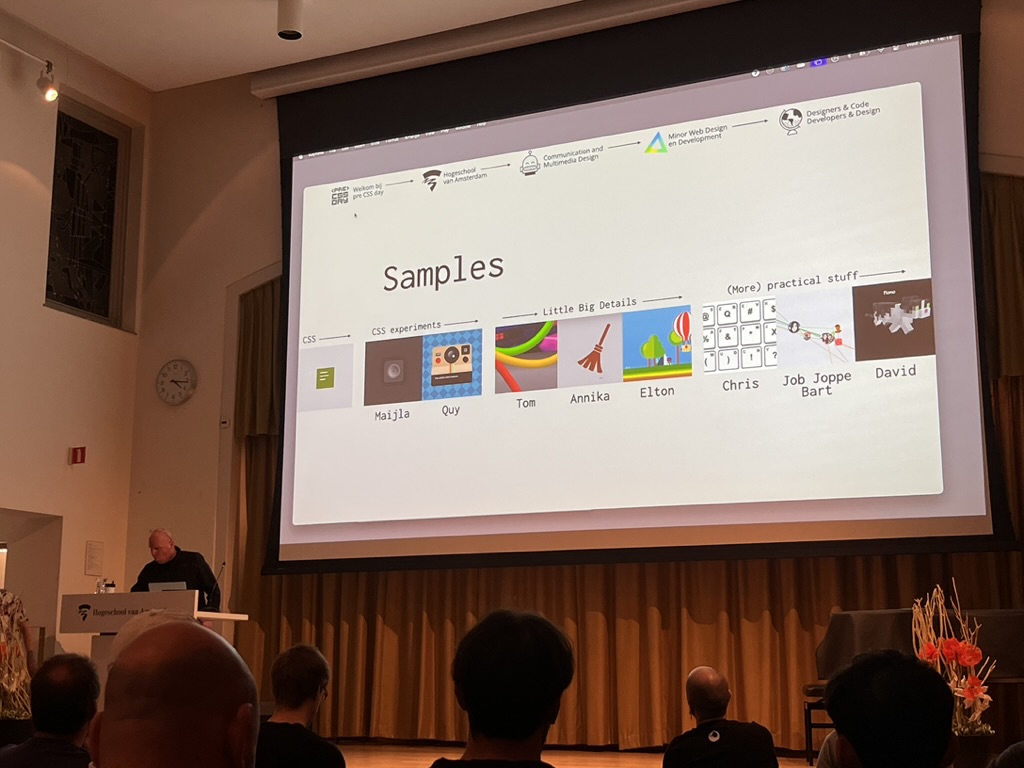 <PRE>
CSS
DAY
Welkom bij
pre CSS day
Hogeschool
van Amsterdam
Communication and
Multimedia Design
Minor Web Design
en Development
Designers & Code
Developers & Design
Samples
CSS
CSS experiments
Little Big Details
(More) practical stuff
Maijla
Quy
Tom
Annika
Elton
@ Q # $
% & * X
( ! ?
Chris
Job Joppe
Bart
Flume
David
Hogeschool van